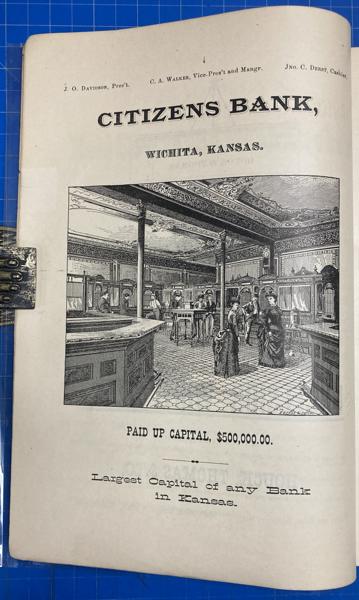 4
J. O. Davidson, Pres't. C. A. Walker, Vice-Pres't and Mangr. Jno. C. Derst, Cashier.
CITIZENS BANK,
WICHITA, KANSAS.
PAID UP CAPITAL, $500,000.00.
Largest Capital of any Bank
in Kansas.